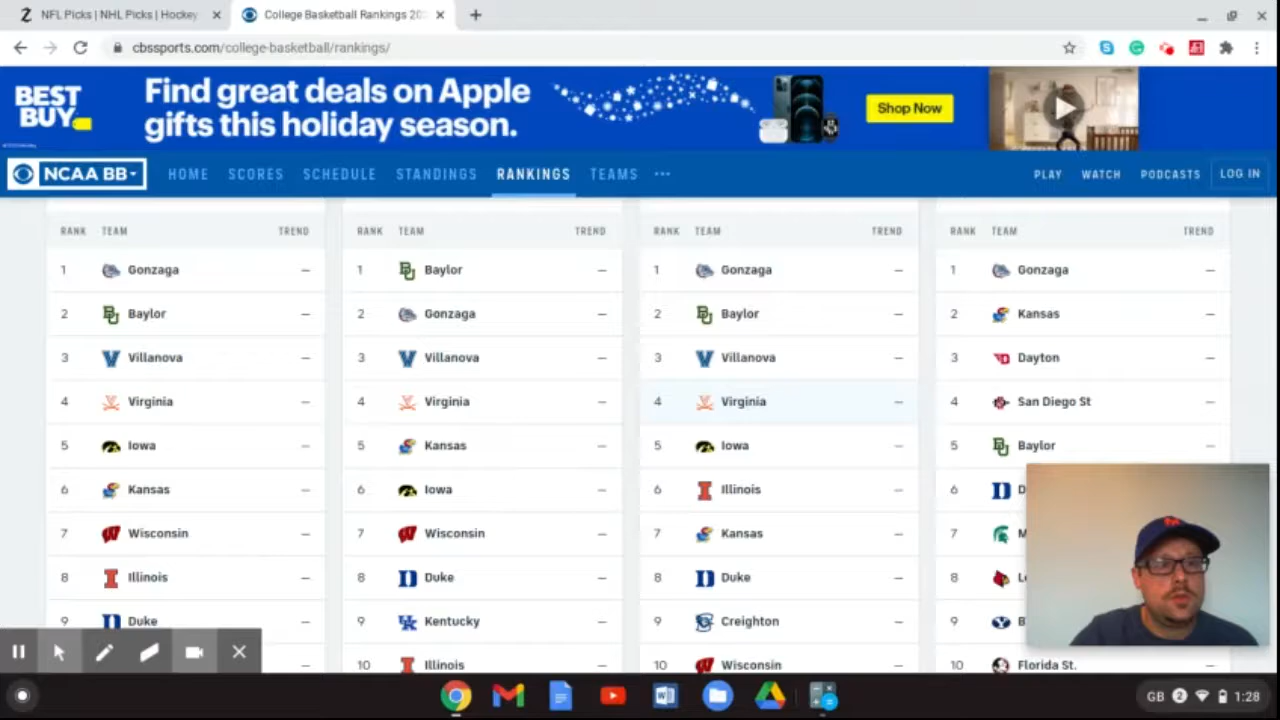 NFL Picks | NHL Picks | Hockey
College Basketball Rankings 20
cbssports.com/college-basketball/rankings/
BEST BUY
Find great deals on Apple
gifts this holiday season.
Shop Now
NCAA BB
HOME SCORES SCHEDULE STANDINGS RANKINGS TEAMS ... PLAY WATCH PODCASTS LOG IN
RANK TEAM TREND RANK TEAM TREND RANK TEAM TREND RANK TEAM TREND
1 Gonzaga — 1 Baylor — 1 Gonzaga — 1 Gonzaga —
2 Baylor — 2 Gonzaga — 2 Baylor — 2 Kansas —
3 Villanova — 3 Villanova — 3 Villanova — 3 Dayton —
4 Virginia — 4 Virginia — 4 Virginia — 4 San Diego St —
5 Iowa — 5 Kansas — 5 Iowa — 5 Baylor —
6 Kansas — 6 Iowa — 6 Illinois — 6 D
7 Wisconsin — 7 Wisconsin — 7 Kansas — 7 M
8 Illinois — 8 Duke — 8 Duke — 8 L
9 Duke — 9 Kentucky — 9 Creighton — 9 B
— 10 Illinois — 10 Wisconsin — 10 Florida St. —
GB 2 1:28